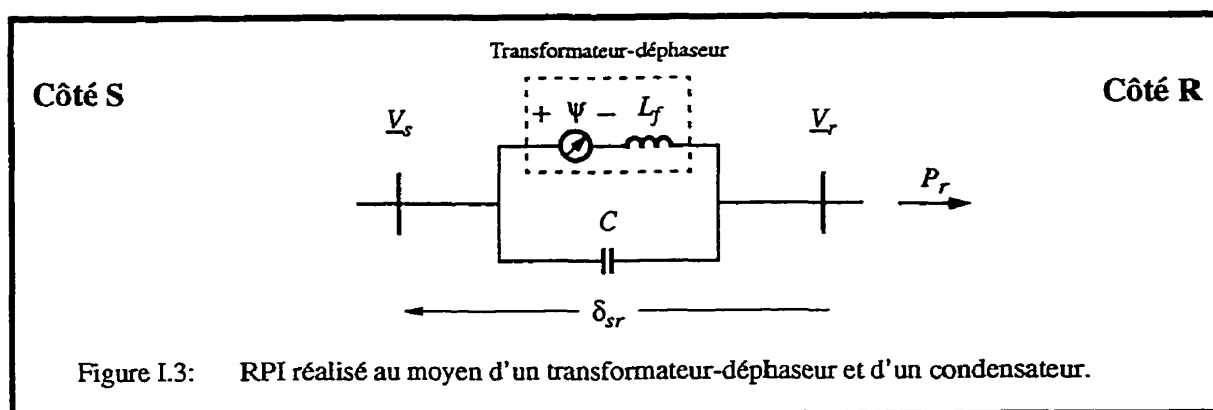 Transformateur-déphaseur
Côté S
Côté R
+ Ψ − L_f
V_s
V_r
P_r
C
δ_sr
Figure I.3: RPI réalisé au moyen d'un transformateur-déphaseur et d'un condensateur.